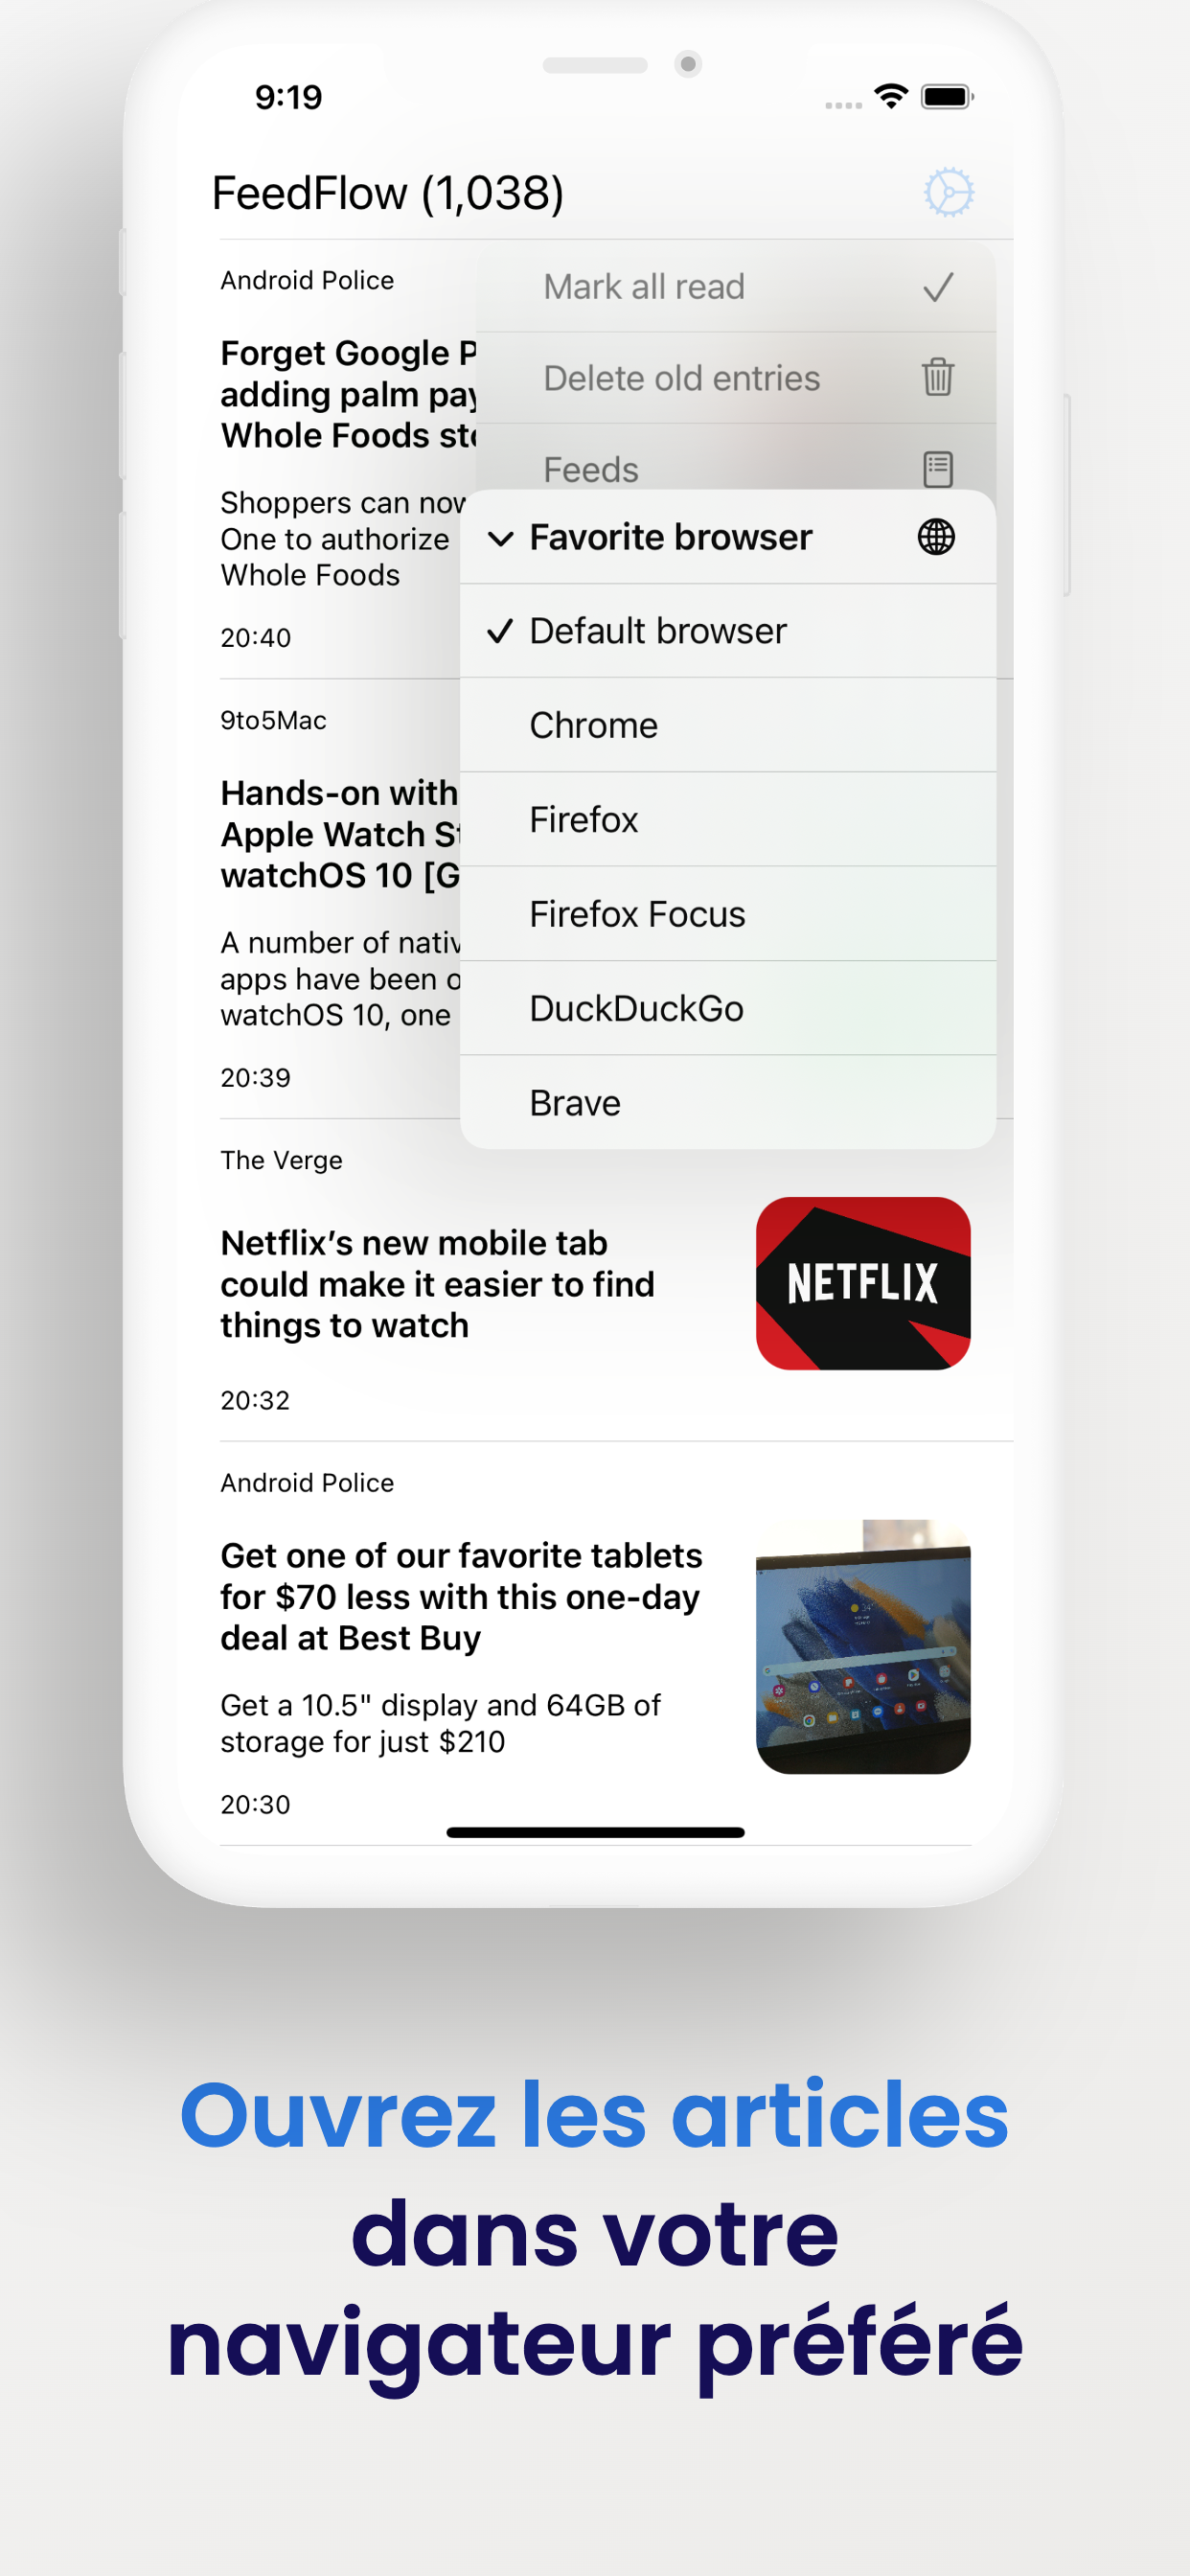 9:19
FeedFlow (1,038)
Android Police
Forget Google
adding palm
Whole Foods
Shoppers can
One to authorize
Whole Foods
20:40
Mark all read
Delete old entries
Feeds
Favorite browser
Default browser
Chrome
Firefox
Firefox Focus
DuckDuckGo
Brave
9to5Mac
Hands-on with
Apple Watch
watchOS 10
A number of
apps have been
watchOS 10, one
20:39
The Verge
Netflix’s new mobile tab
could make it easier to find
things to watch
NETFLIX
20:32
Android Police
Get one of our favorite tablets
for $70 less with this one-day
deal at Best Buy
Get a 10.5" display and 64GB of
storage for just $210
20:30
Ouvrez les articles
dans votre
navigateur préféré